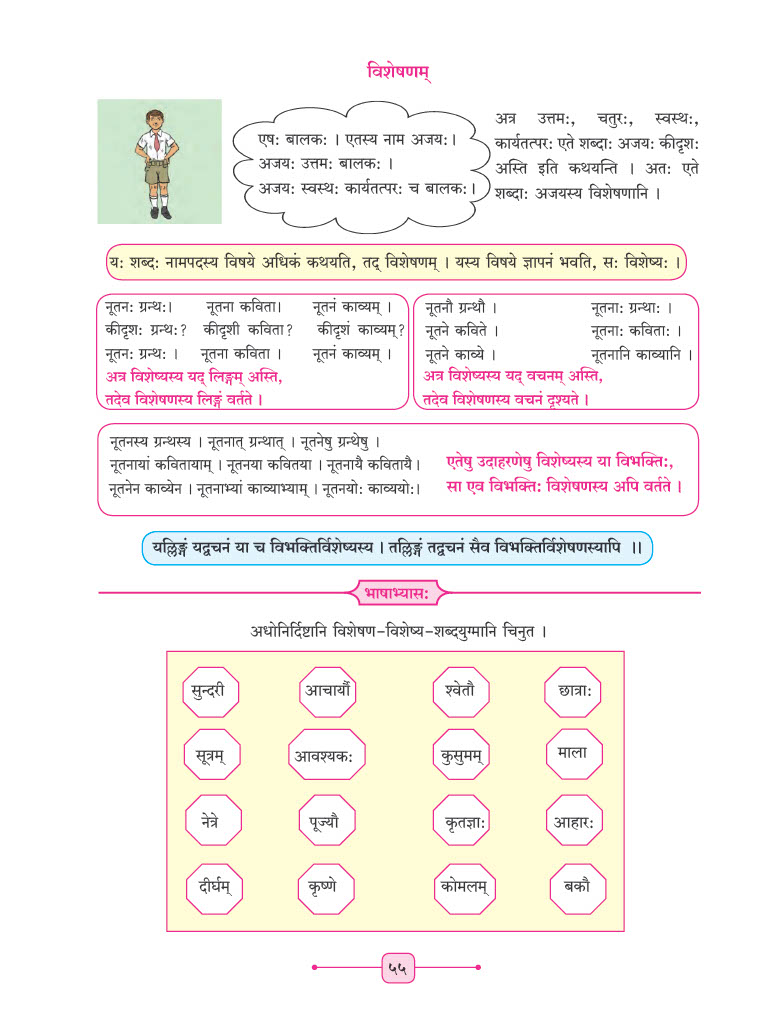 विशेषणम्
एष: बालक: । एतस्य नाम अजय:।
अजय: उत्तम: बालक: ।
अजय: स्वस्थ: कार्यतत्पर: च बालक:।
अत्र उत्तम:, चतुर:, स्वस्थ:,
कार्यतत्पर: एते शब्दा: अजय: कीदृश:
अस्ति इति कथयन्ति । अत: एते
शब्दा: अजयस्य विशेषणानि ।
य: शब्द: नामपदस्य विषये अधिकं कथयति, तद् विशेषणम् । यस्य विषये ज्ञापनं भवति, स: विशेष्य: ।
नूतन: ग्रन्थ:। नूतना कविता। नूतनं काव्यम् ।
कीदृश: ग्रन्थ:? कीदृशी कविता? कीदृशं काव्यम्?
नूतन: ग्रन्थ: । नूतना कविता । नूतनं काव्यम् ।
अत्र विशेष्यस्य यद् लिङ्गम् अस्ति,
तदेव विशेषणस्य लिङ्गं वर्तते ।
नूतनौ ग्रन्थौ । नूतना: ग्रन्था: ।
नूतने कविते । नूतना: कविता: ।
नूतने काव्ये । नूतनानि काव्यानि ।
अत्र विशेष्यस्य यद् वचनम् अस्ति,
तदेव विशेषणस्य वचनं दृश्यते ।
नूतनस्य ग्रन्थस्य । नूतनात् ग्रन्थात् । नूतनेषु ग्रन्थेषु ।
नूतनायां कवितायाम् । नूतनया कवितया । नूतनायै कवितायै।
नूतनेन काव्येन । नूतनाभ्यां काव्याभ्याम् । नूतनयो: काव्ययो:।
एतेषु उदाहरणेषु विशेष्यस्य या विभक्ति:,
सा एव विभक्ति: विशेषणस्य अपि वर्तते ।
यल्लिङ्गं यद्वचनं या च विभक्तिर्विशेष्यस्य । तल्लिङ्गं तद्वचनं सैव विभक्तिर्विशेषणस्यापि ।।
भाषाभ्यास:
अधोनिर्दिष्टानि विशेषण-विशेष्य-शब्दयुग्मानि चिनुत ।
सुन्दरी आचार्यौ श्वेतौ छात्रा:
सूत्रम् आवश्यक: कुसुमम् माला
नेत्रे पूज्यौ कृतज्ञा: आहार:
दीर्घम् कृष्णे कोमलम् बकौ
५५